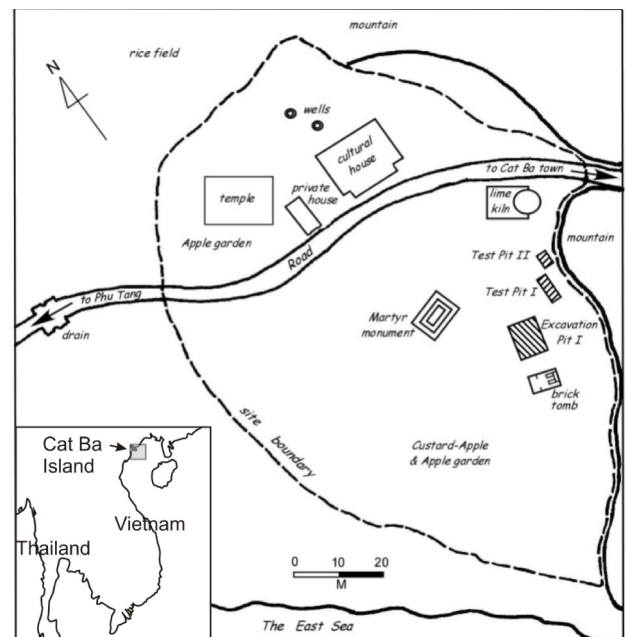 mountain
rice field
N
wells
cultural
house
to Cat Ba town
temple
private
house
lime
kiln
Apple garden
mountain
Road
Test Pit II
to Phu Tang
Test Pit I
Martyr
monument
Excavation
Pit I
drain
brick
tomb
site boundary
Custard-Apple
& Apple garden
Cat Ba
Island
Vietnam
Thailand
0 10 20
M
The East Sea